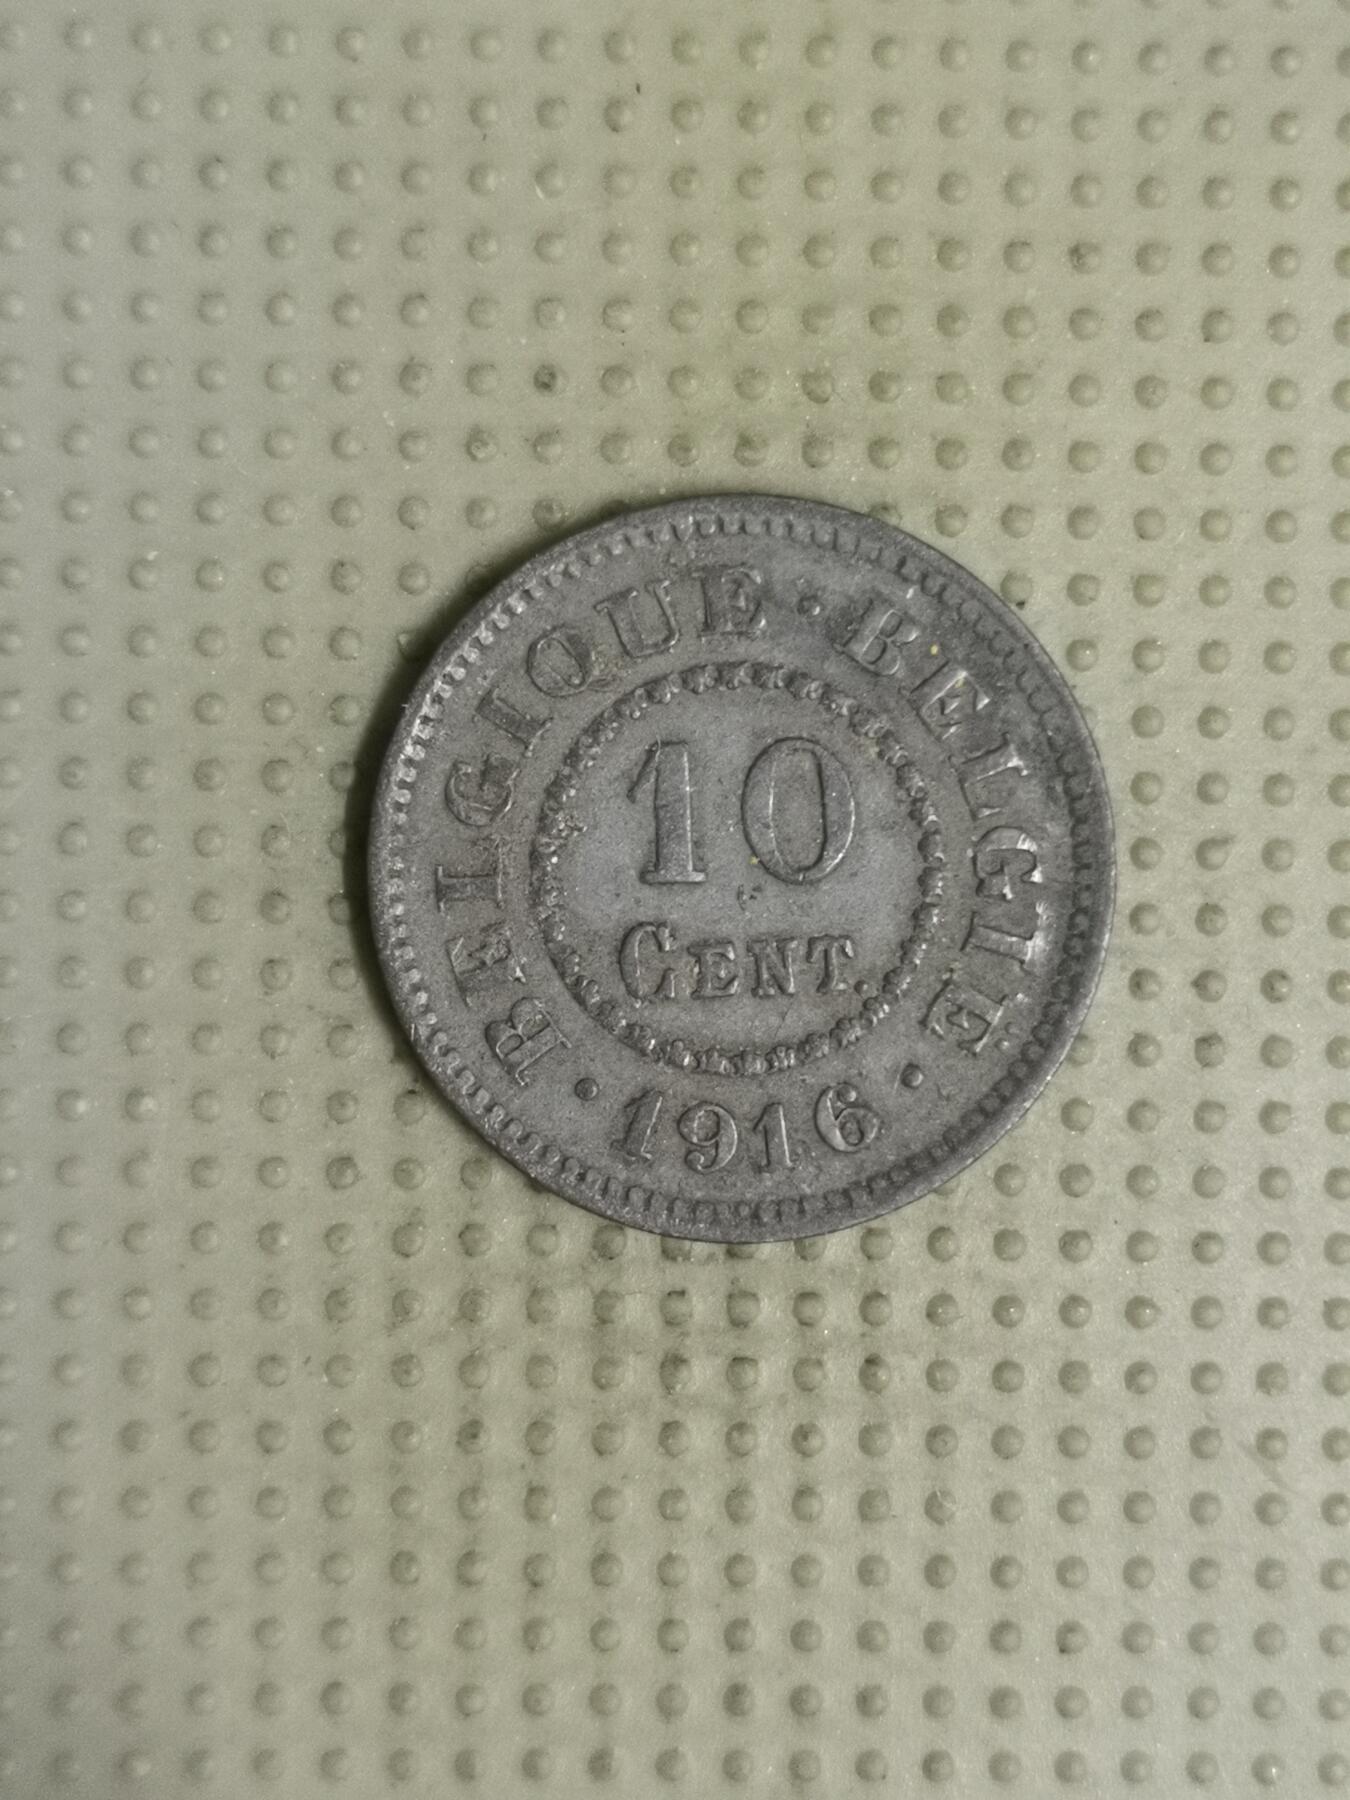 BELGIQUE · BELGIE
10
CENT.
· 1916 ·